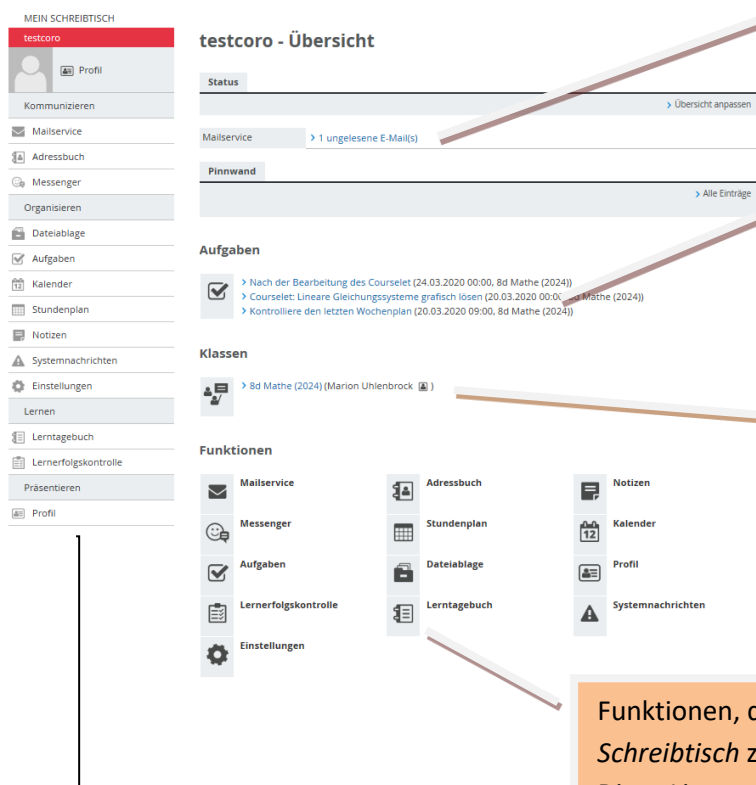 MEIN SCHREIBTISCH
testcoro
Profil
Kommunizieren
Mailservice
Adressbuch
Messenger
Organisieren
Dateiablage
Aufgaben
Kalender
Stundenplan
Notizen
Systemnachrichten
Einstellungen
Lernen
Lerntagebuch
Lernerfolgskontrolle
Präsentieren
Profil
testcoro - Übersicht
Status
› Übersicht anpassen
Mailservice › 1 ungelesene E-Mail(s)
Pinnwand
› Alle Einträge
Aufgaben
› Nach der Bearbeitung des Courselet (24.03.2020 00:00, 8d Mathe (2024))
› Courselet: Lineare Gleichungssysteme grafisch lösen (20.03.2020 00:00, Mathe (2024))
› Kontrolliere den letzten Wochenplan (20.03.2020 09:00, 8d Mathe (2024))
Klassen
› 8d Mathe (2024) (Marion Uhlenbrock )
Funktionen
Mailservice Adressbuch Notizen
Messenger Stundenplan Kalender
12
Aufgaben Dateiablage Profil
Lernerfolgskontrolle Lerntagebuch Systemnachrichten
Einstellungen
Funktionen,
Schreibtisch